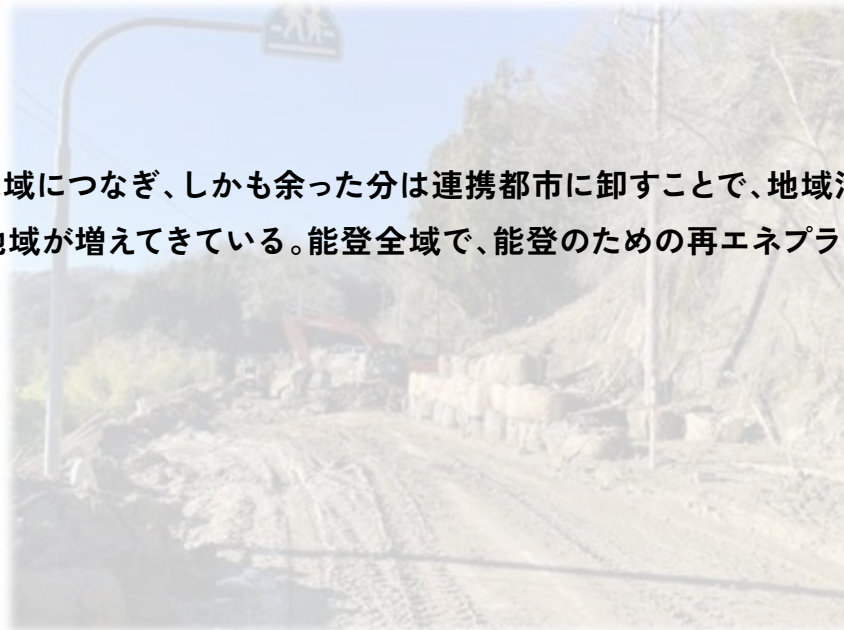 域につなぎ、しかも余った分は連携都市に卸すことで、地域
域が増えてきている。能登全域で、能登のための再エネプラ